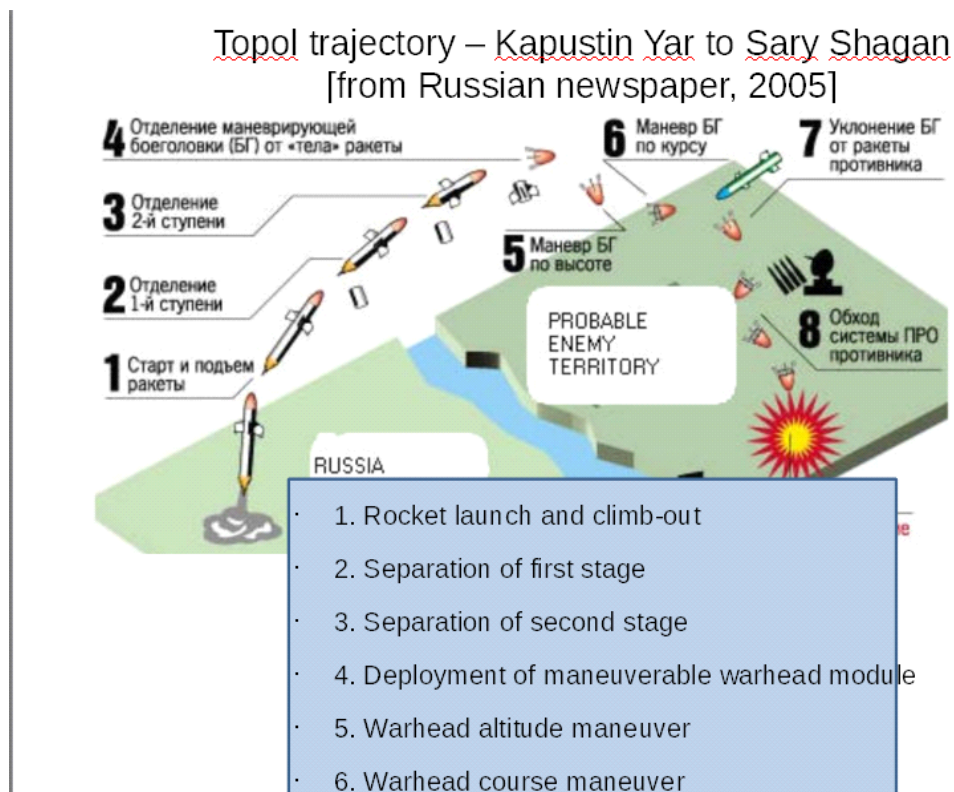 Topol trajectory – Kapustin Yar to Sary Shagan
[from Russian newspaper, 2005]
4 Отделение маневрирующей
боеголовки (БГ) от «тела» ракеты
3 Отделение
2-й ступени
2 Отделение
1-й ступени
1 Старт и подъем
ракеты
5 Маневр БГ
по высоте
6 Маневр БГ
по курсу
7 Уклонение БГ
от ракеты
противника
8 Обход
системы ПРО
противника
PROBABLE
ENEMY
TERRITORY
RUSSIA
· 1. Rocket launch and climb-out
· 2. Separation of first stage
· 3. Separation of second stage
· 4. Deployment of maneuverable warhead module
· 5. Warhead altitude maneuver
· 6. Warhead course maneuver